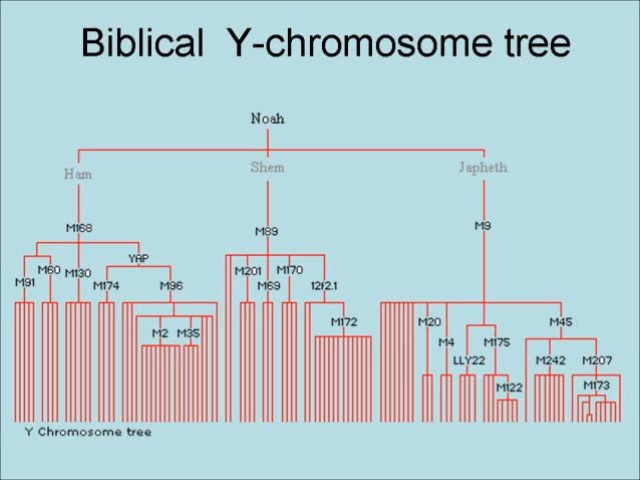 Biblical Y-chromosome tree
Noah
Ham
Shem
Japheth
M168
M89
M9
YAP
M91
M60
M130
M174
M96
M201
M69
M170
12f2.1
M2
M35
M172
M20
M4
LLY22
M175
M122
M45
M242
M207
M173
Y Chromosome tree